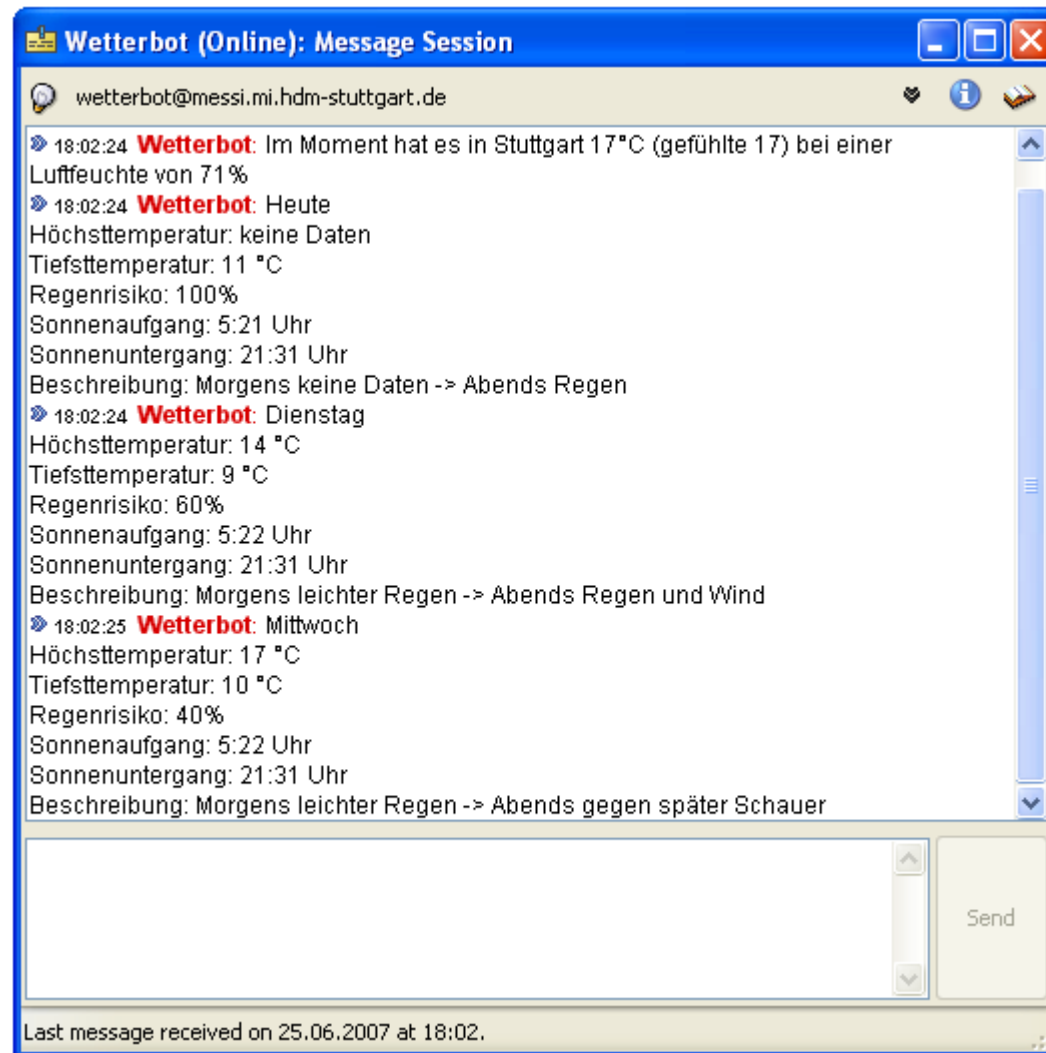 Wetterbot (Online): Message Session
wetterbot@messi.mi.hdm-stuttgart.de
18:02:24 Wetterbot: Im Moment hat es in Stuttgart 17°C (gefühlte 17) bei einer
Luftfeuchte von 71%
18:02:24 Wetterbot: Heute
Höchsttemperatur: keine Daten
Tiefsttemperatur: 11 °C
Regenrisiko: 100%
Sonnenaufgang: 5:21 Uhr
Sonnenuntergang: 21:31 Uhr
Beschreibung: Morgens keine Daten -> Abends Regen
18:02:24 Wetterbot: Dienstag
Höchsttemperatur: 14 °C
Tiefsttemperatur: 9 °C
Regenrisiko: 60%
Sonnenaufgang: 5:22 Uhr
Sonnenuntergang: 21:31 Uhr
Beschreibung: Morgens leichter Regen -> Abends Regen und Wind
18:02:25 Wetterbot: Mittwoch
Höchsttemperatur: 17 °C
Tiefsttemperatur: 10 °C
Regenrisiko: 40%
Sonnenaufgang: 5:22 Uhr
Sonnenuntergang: 21:31 Uhr
Beschreibung: Morgens leichter Regen -> Abends gegen später Schauer
Send
Last message received on 25.06.2007 at 18:02.